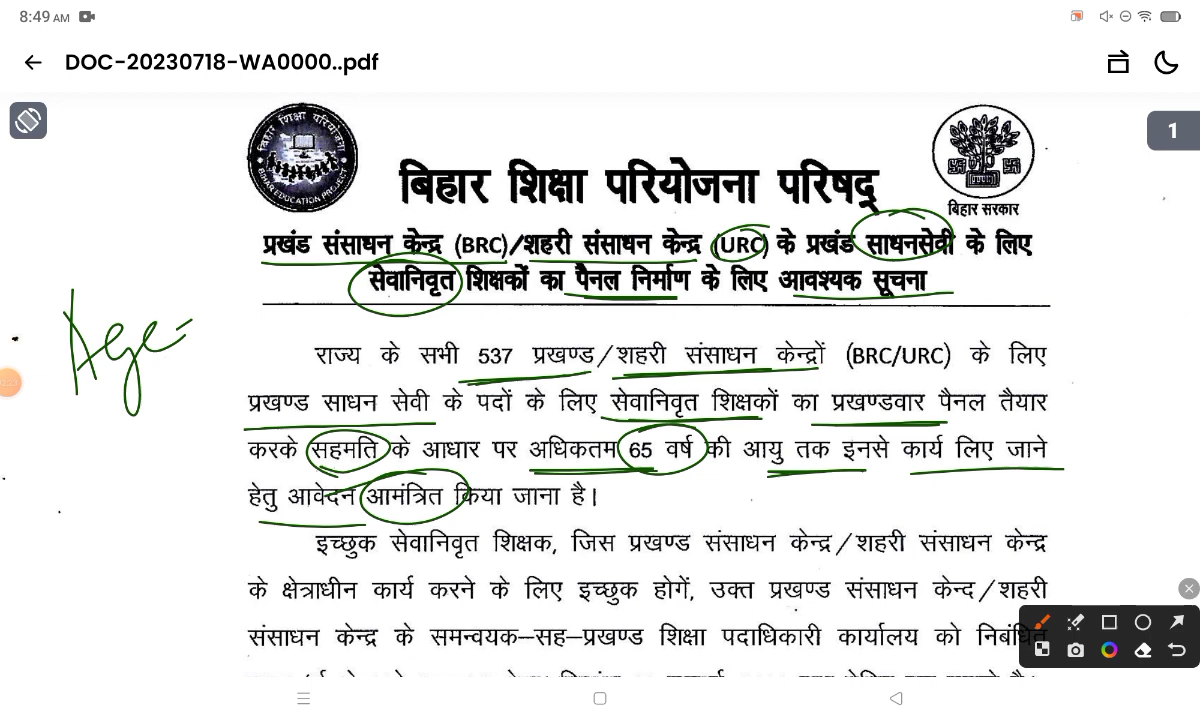 8:49 AM
DOC-20230718-WA0000..pdf
1
बिहार शिक्षा परियोजना
BIHAR EDUCATION PROJECT
बिहार शिक्षा परियोजना परिषद्
बिहार सरकार
प्रखंड संसाधन केन्द्र (BRC)/शहरी संसाधन केन्द्र (URC) के प्रखंड साधनसेवी के लिए
सेवानिवृत शिक्षकों का पैनल निर्माण के लिए आवश्यक सूचना
Age=
राज्य के सभी 537 प्रखण्ड/शहरी संसाधन केन्द्रों (BRC/URC) के लिए
प्रखण्ड साधन सेवी के पदों के लिए सेवानिवृत शिक्षकों का प्रखण्डवार पैनल तैयार
करके सहमति के आधार पर अधिकतम 65 वर्ष की आयु तक इनसे कार्य लिए जाने
हेतु आवेदन आमंत्रित किया जाना है।
इच्छुक सेवानिवृत शिक्षक, जिस प्रखण्ड संसाधन केन्द्र/शहरी संसाधन केन्द्र
के क्षेत्राधीन कार्य करने के लिए इच्छुक होगें, उक्त प्रखण्ड संसाधन केन्द/शहरी
संसाधन केन्द्र के समन्वयक–सह–प्रखण्ड शिक्षा पदाधिकारी कार्यालय को निबंधित